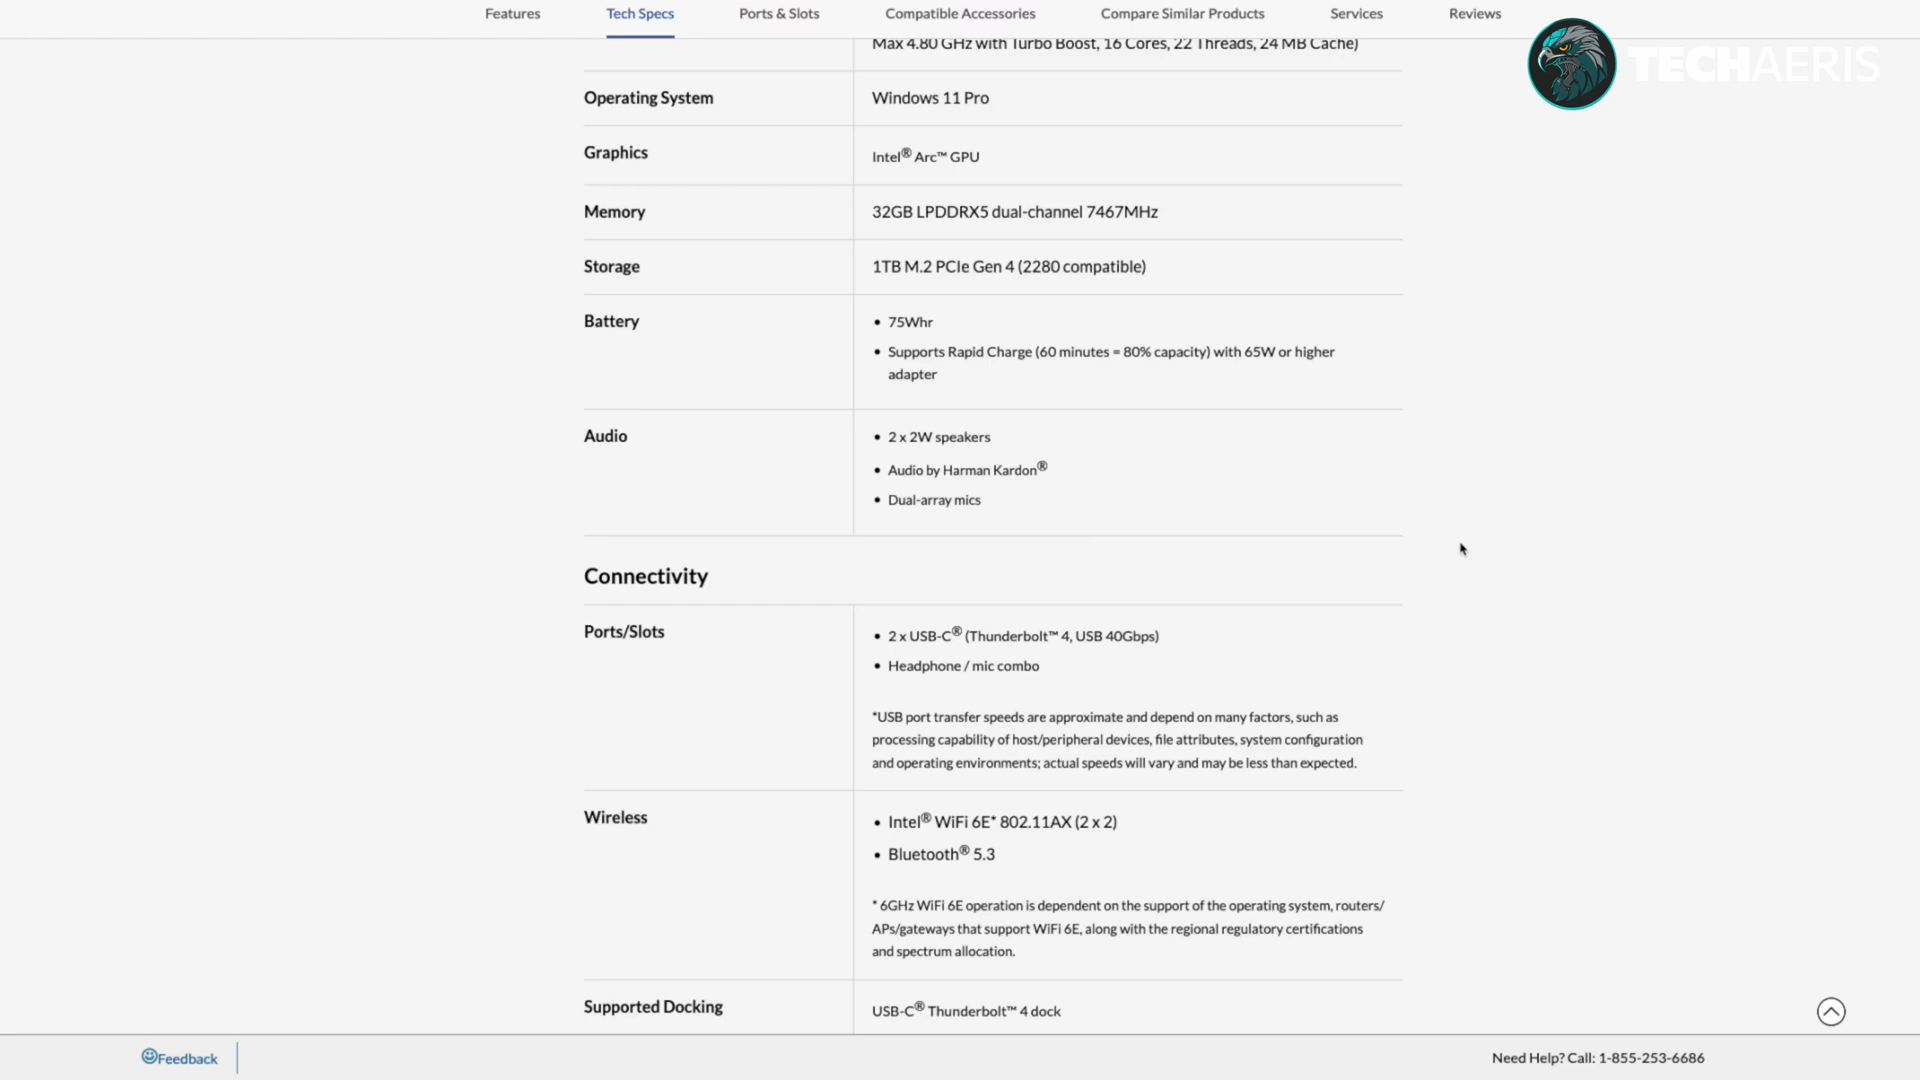 Features Tech Specs Ports & Slots Compatible Accessories Compare Similar Products Services Reviews
TECHAERIS
Max 4.80 GHz with Turbo Boost, 16 Cores, 22 Threads, 24 MB Cache)
Operating System Windows 11 Pro
Graphics Intel® Arc™ GPU
Memory 32GB LPDDRX5 dual-channel 7467MHz
Storage 1TB M.2 PCIe Gen 4 (2280 compatible)
Battery • 75Whr
• Supports Rapid Charge (60 minutes = 80% capacity) with 65W or higher
adapter
Audio • 2 x 2W speakers
• Audio by Harman Kardon®
• Dual-array mics
Connectivity
Ports/Slots • 2 x USB-C® (Thunderbolt™ 4, USB 40Gbps)
• Headphone / mic combo
*USB port transfer speeds are approximate and depend on many factors, such as
processing capability of host/peripheral devices, file attributes, system configuration
and operating environments; actual speeds will vary and may be less than expected.
Wireless • Intel® WiFi 6E* 802.11AX (2 x 2)
• Bluetooth® 5.3
* 6GHz WiFi 6E operation is dependent on the support of the operating system, routers/
APs/gateways that support WiFi 6E, along with the regional regulatory certifications
and spectrum allocation.
Supported Docking USB-C® Thunderbolt™ 4 dock
Feedback Need Help? Call: 1-855-253-6686